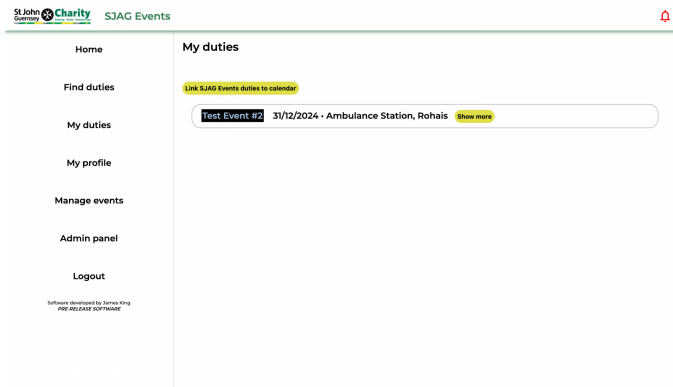 St John Charity
Guernsey
SJAG Events
Home
Find duties
My duties
My profile
Manage events
Admin panel
Logout
Software developed by James King
PRE-RELEASE SOFTWARE
My duties
Link SJAG Events duties to calendar
Test Event #2 31/12/2024 • Ambulance Station, Rohais Show more